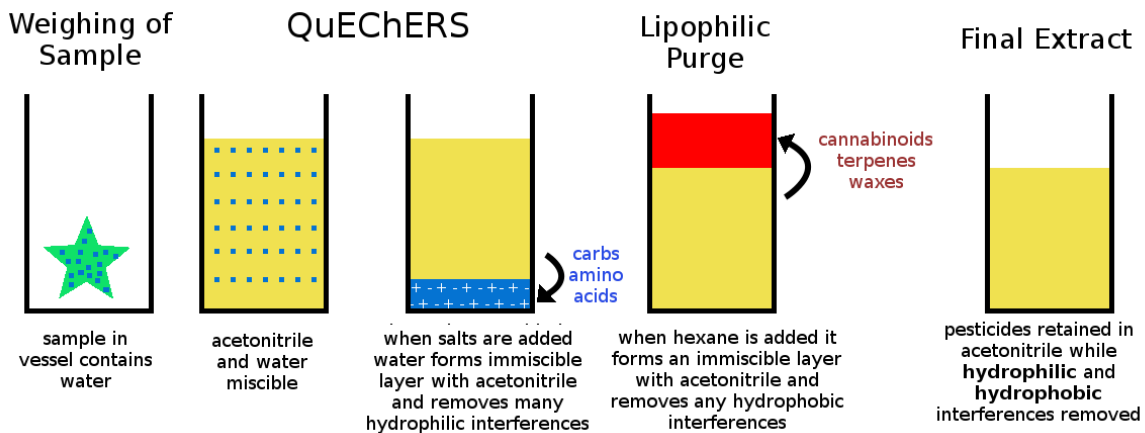 Weighing of
Sample
QuEChERS
Lipophilic
Purge
Final Extract
carbs
amino
acids
cannabinoids
terpenes
waxes
sample in
vessel contains
water
acetonitrile
and water
miscible
when salts are added
water forms immiscible
layer with acetonitrile
and removes many
hydrophilic interferences
when hexane is added it
forms an immiscible layer
with acetonitrile and
removes any hydrophobic
interferences
pesticides retained in
acetonitrile while
hydrophilic and
hydrophobic
interferences removed